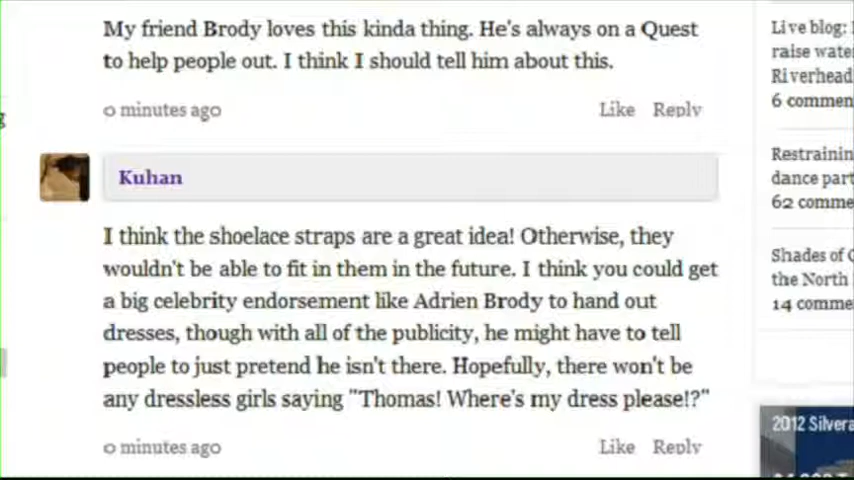 My friend Brody loves this kinda thing. He's always on a Quest
to help people out. I think I should tell him about this.
0 minutes ago
Like Reply
Kuhan
I think the shoelace straps are a great idea! Otherwise, they
wouldn't be able to fit in them in the future. I think you could get
a big celebrity endorsement like Adrien Brody to hand out
dresses, though with all of the publicity, he might have to tell
people to just pretend he isn't there. Hopefully, there won't be
any dressless girls saying "Thomas! Where's my dress please!?"
0 minutes ago
Like Reply
Live blog:
raise wate
Riverhead
6 commen
Restrainin
dance part
62 comme
Shades of
the North
14 comme
2012 Silvera